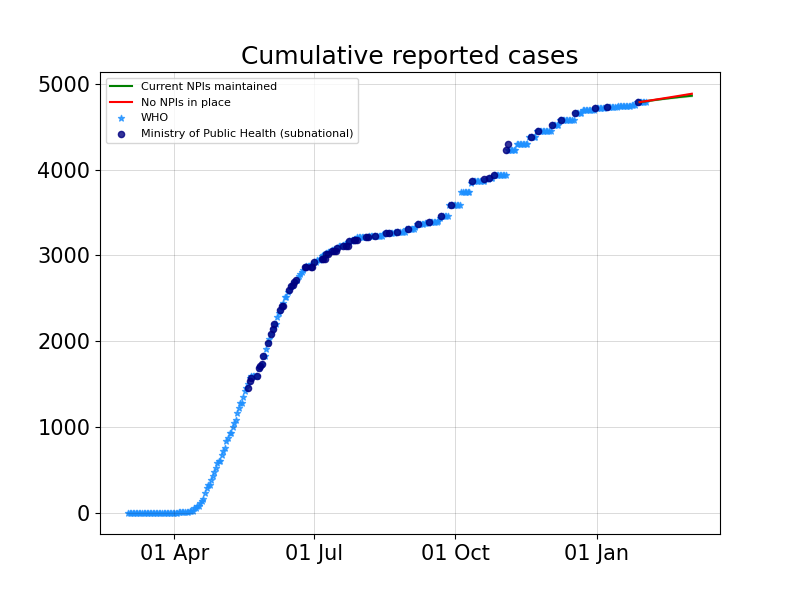 Cumulative reported cases
Current NPIs maintained
No NPIs in place
WHO
Ministry of Public Health (subnational)
5000
4000
3000
2000
1000
0
01 Apr
01 Jul
01 Oct
01 Jan